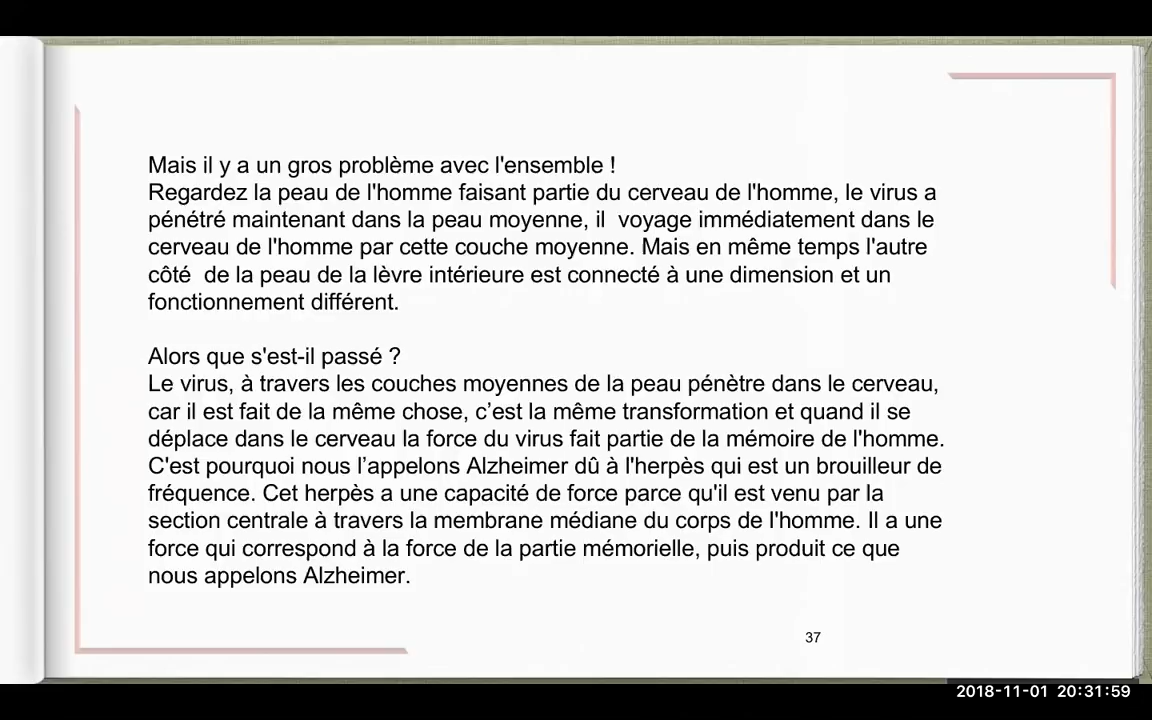 Mais il y a un gros problème avec l'ensemble !
Regardez la peau de l'homme faisant partie du cerveau de l'homme, le virus a
pénétré maintenant dans la peau moyenne, il voyage immédiatement dans le
cerveau de l'homme par cette couche moyenne. Mais en même temps l'autre
côté de la peau de la lèvre intérieure est connecté à une dimension et un
fonctionnement différent.
Alors que s'est-il passé ?
Le virus, à travers les couches moyennes de la peau pénètre dans le cerveau,
car il est fait de la même chose, c’est la même transformation et quand il se
déplace dans le cerveau la force du virus fait partie de la mémoire de l'homme.
C'est pourquoi nous l’appelons Alzheimer dû à l'herpès qui est un brouilleur de
fréquence. Cet herpès a une capacité de force parce qu'il est venu par la
section centrale à travers la membrane médiane du corps de l'homme. Il a une
force qui correspond à la force de la partie mémorielle, puis produit ce que
nous appelons Alzheimer.
37
2018-11-01 20:31:59